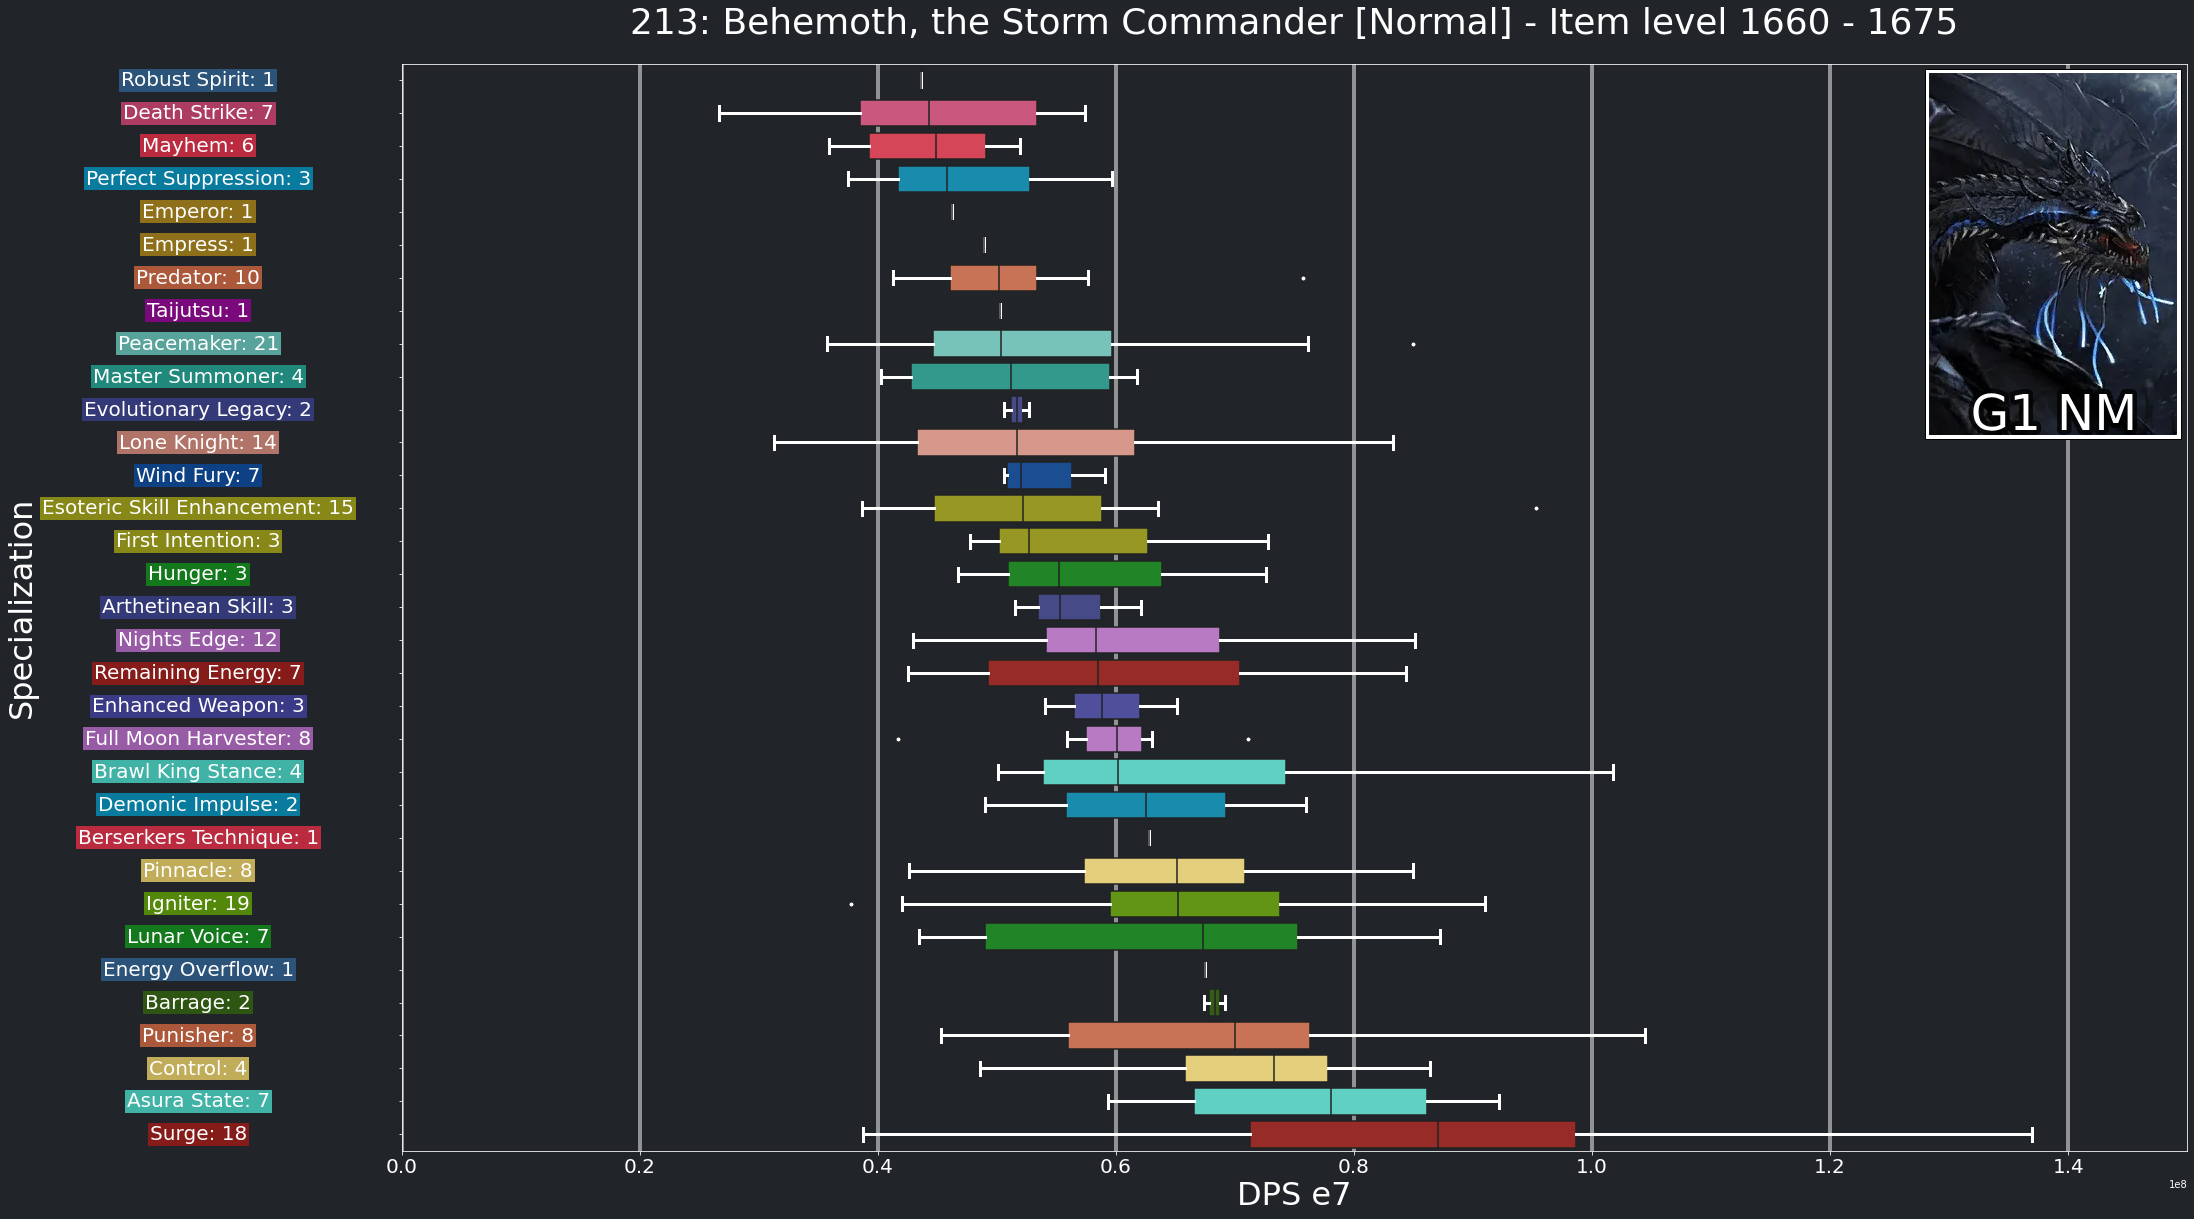 213: Behemoth, the Storm Commander [Normal] - Item level 1660 - 1675
Robust Spirit: 1
Death Strike: 7
Mayhem: 6
Perfect Suppression: 3
Emperor: 1
Empress: 1
Predator: 10
Taijutsu: 1
Peacemaker: 21
Master Summoner: 4
Evolutionary Legacy: 2
Lone Knight: 14
Wind Fury: 7
Esoteric Skill Enhancement: 15
First Intention: 3
Hunger: 3
Arthetinean Skill: 3
Nights Edge: 12
Remaining Energy: 7
Enhanced Weapon: 3
Full Moon Harvester: 8
Brawl King Stance: 4
Demonic Impulse: 2
Berserkers Technique: 1
Pinnacle: 8
Igniter: 19
Lunar Voice: 7
Energy Overflow: 1
Barrage: 2
Punisher: 8
Control: 4
Asura State: 7
Surge: 18
Specialization
G1 NM
0.0 0.2 0.4 0.6 0.8 1.0 1.2 1.4
DPS e7
1e8